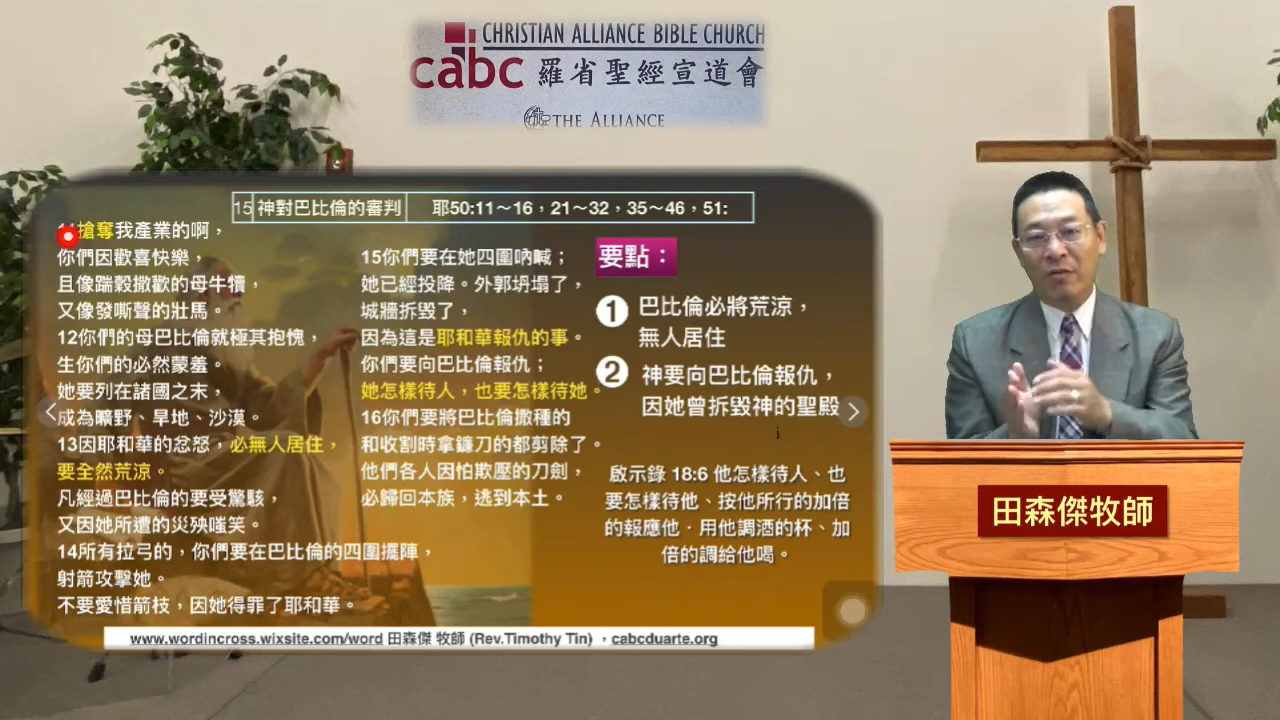 CHRISTIAN ALLIANCE BIBLE CHURCH
cabc 羅省聖經宣道會
THE ALLIANCE
15 神對巴比倫的審判 耶50:11～16，21～32，35～46，51:
搶奪我產業的啊，
你們因歡喜快樂，
且像踹穀撒歡的母牛犢，
又像發嘶聲的壯馬。
12你們的母巴比倫就極其抱愧，
生你們的必然蒙羞。
她要列在諸國之末，
成為曠野、旱地、沙漠。
13因耶和華的忿怒，必無人居住，
要全然荒涼。
凡經過巴比倫的要受驚駭，
又因她所遭的災殃嗤笑。
14所有拉弓的，你們要在巴比倫的四圍擺陣，
射箭攻擊她。
不要愛惜箭枝，因她得罪了耶和華。
15你們要在她四圍吶喊；
她已經投降。外郭坍塌了，
城牆拆毀了，
因為這是耶和華報仇的事。
你們要向巴比倫報仇；
她怎樣待人，也要怎樣待她。
16你們要將巴比倫撒種的
和收割時拿鐮刀的都剪除了。
他們各人因怕欺壓的刀劍，
必歸回本族，逃到本土。
要點：
1 巴比倫必將荒涼，
無人居住
2 神要向巴比倫報仇，
因她曾拆毀神的聖殿
啟示錄 18:6 他怎樣待人、也
要怎樣待他、按他所行的加倍
的報應他．用他調酒的杯、加
倍的調給他喝。
www.wordincross.wixsite.com/word 田森傑 牧師 (Rev.Timothy Tin) ，cabcduarte.org
田森傑牧師